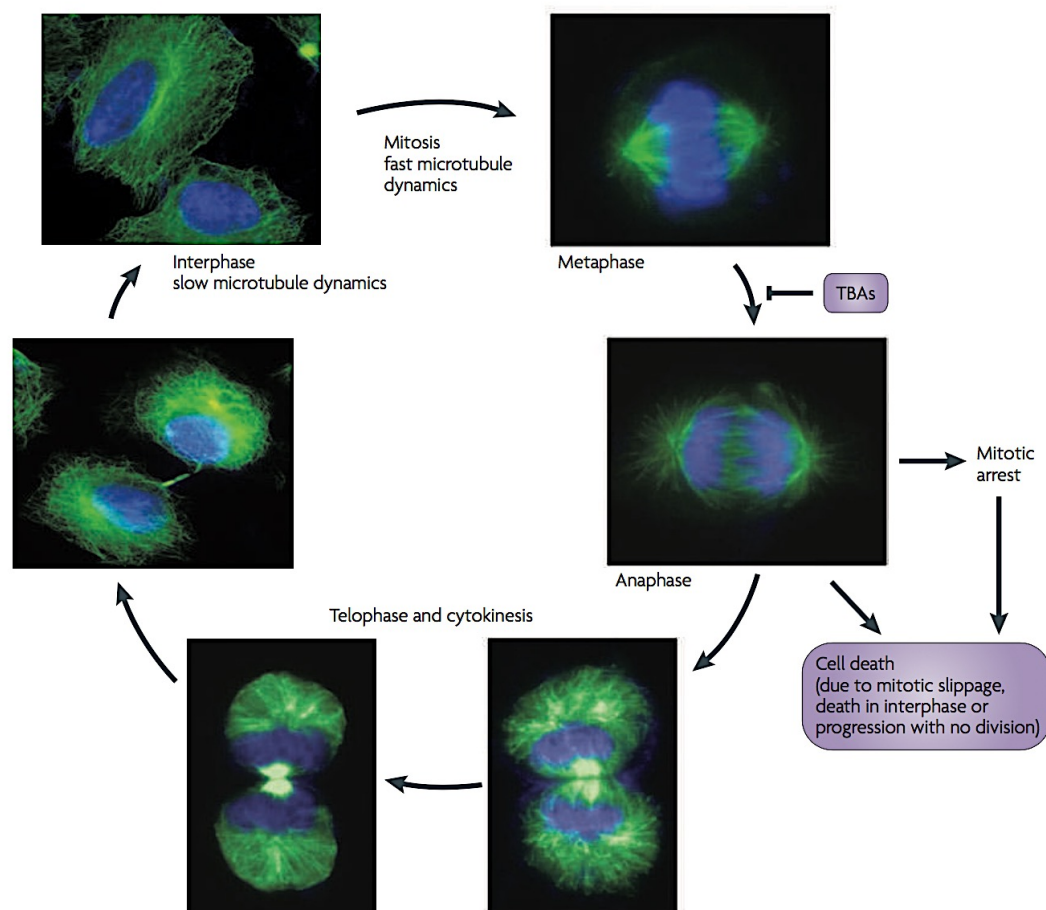 Mitosis
fast microtubule
dynamics
Interphase
slow microtubule dynamics
Metaphase
TBAs
Mitotic
arrest
Anaphase
Telophase and cytokinesis
Cell death
(due to mitotic slippage,
death in interphase or
progression with no division)